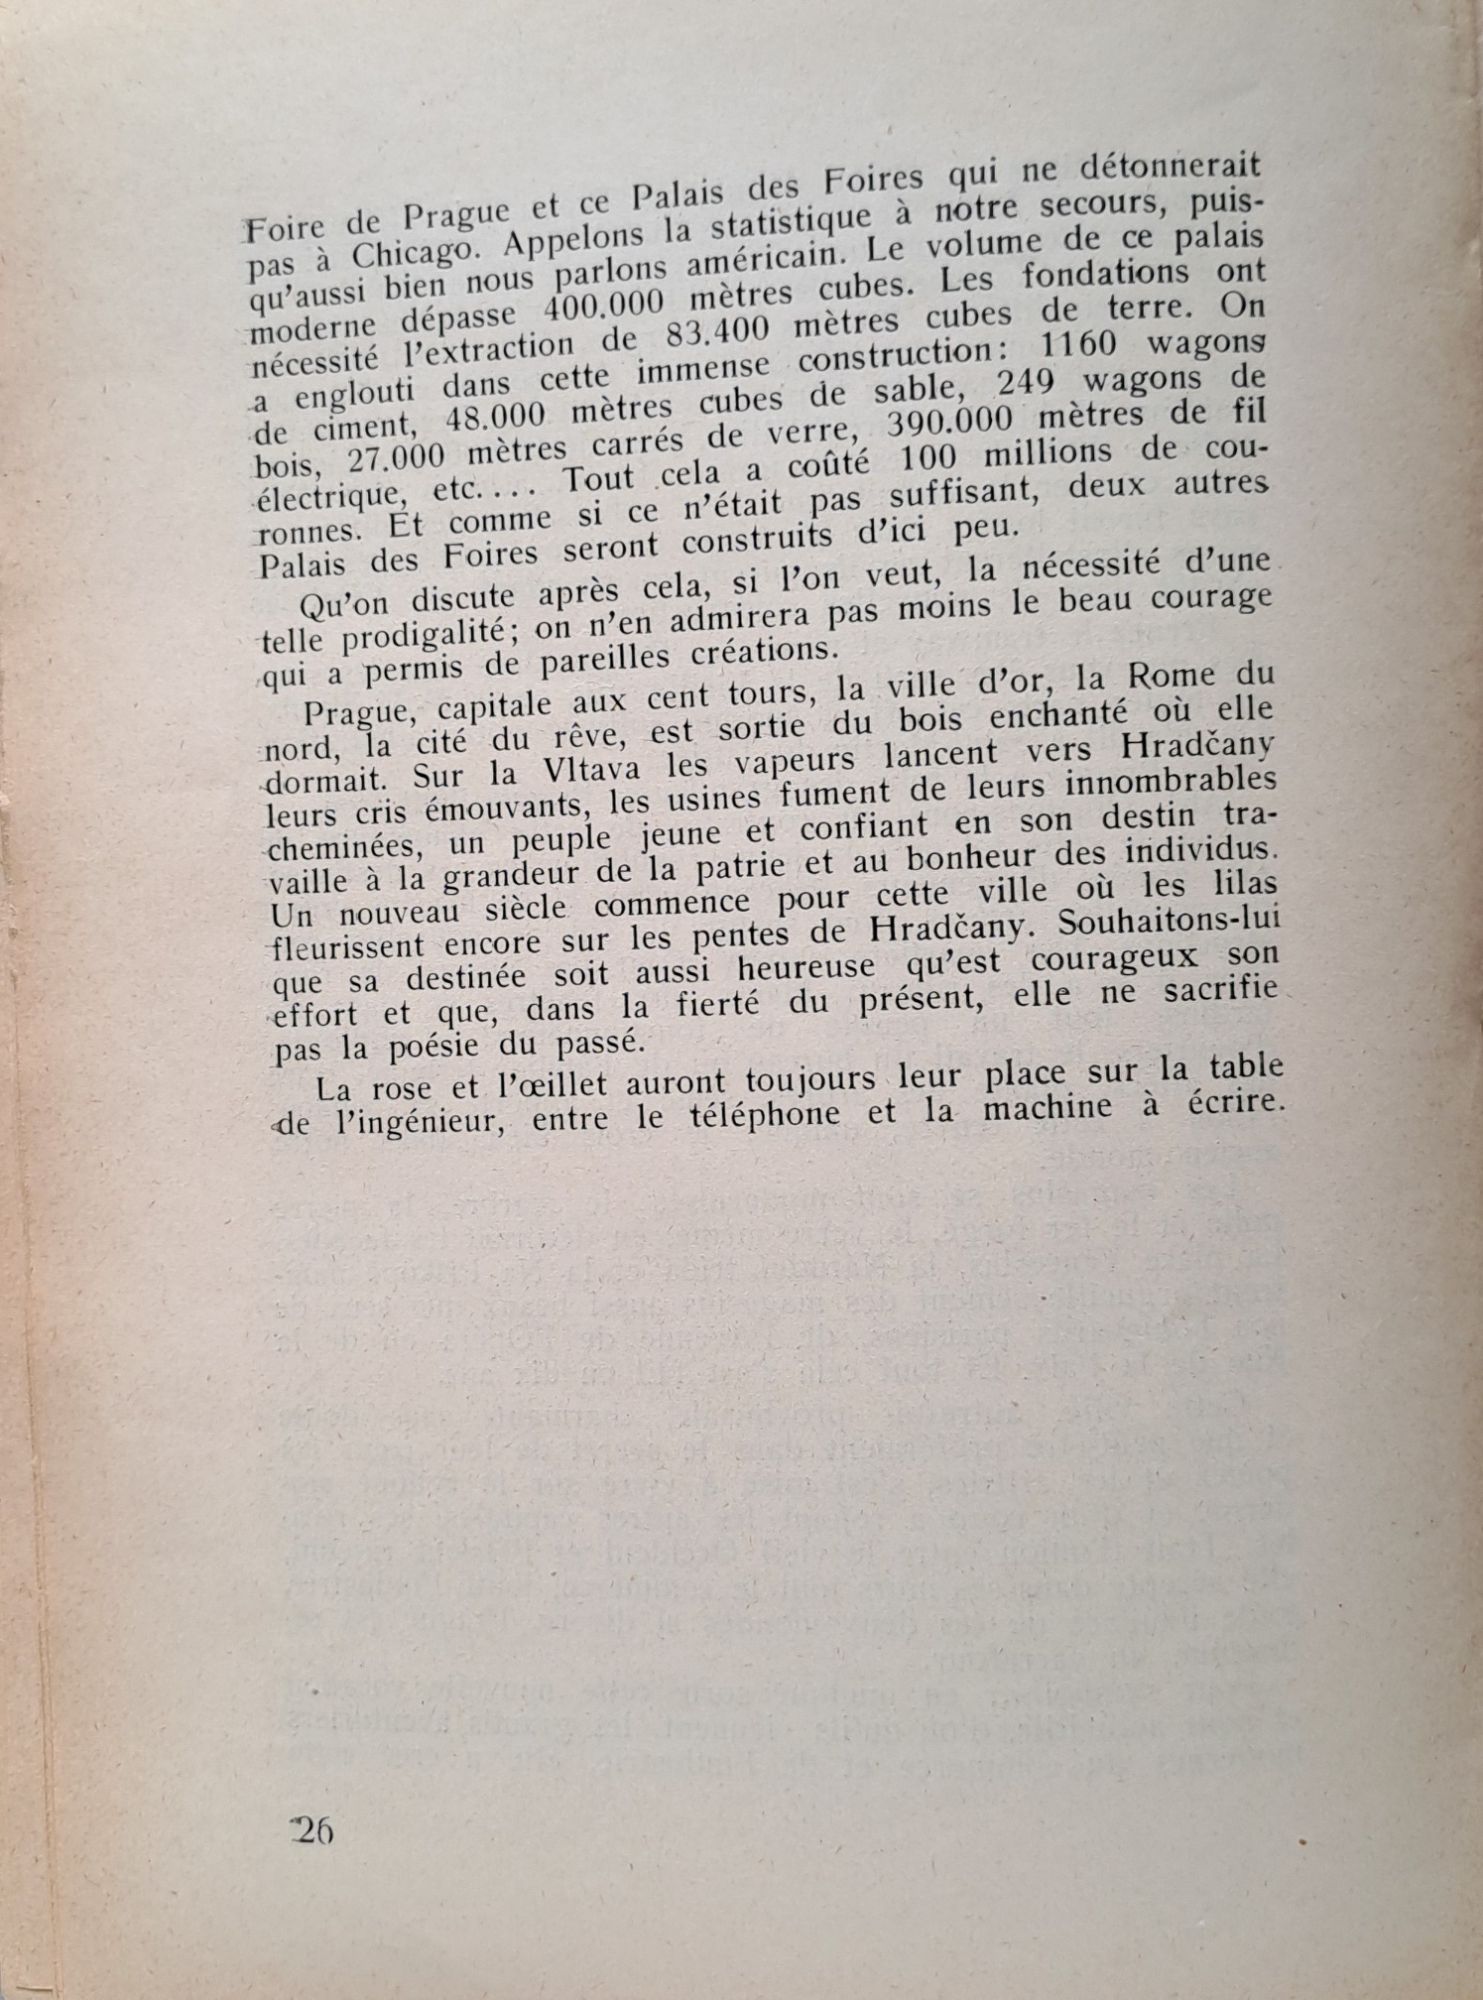 Foire de Prague et ce Palais des Foires qui ne détonnerait
pas à Chicago. Appelons la statistique à notre secours, puis-
qu'aussi bien nous parlons américain. Le volume de ce palais
moderne dépasse 400.000 mètres cubes. Les fondations ont
nécessité l'extraction de 83.400 mètres cubes de terre. On
a englouti dans cette immense construction: 1160 wagons
de ciment, 48.000 mètres cubes de sable, 249 wagons de
bois, 27.000 mètres carrés de verre, 390.000 mètres de fil
électrique, etc.... Tout cela a coûté 100 millions de cou-
ronnes. Et comme si ce n'était pas suffisant, deux autres
Palais des Foires seront construits d'ici peu.
Qu'on discute après cela, si l'on veut, la nécessité d'une
telle prodigalité; on n'en admirera pas moins le beau courage
qui a permis de pareilles créations.
Prague, capitale aux cent tours, la ville d'or, la Rome du
nord, la cité du rêve, est sortie du bois enchanté où elle
dormait. Sur la Vltava les vapeurs lancent vers Hradčany
leurs cris émouvants, les usines fument de leurs innombrables
cheminées, un peuple jeune et confiant en son destin tra-
vaille à la grandeur de la patrie et au bonheur des individus.
Un nouveau siècle commence pour cette ville où les lilas
fleurissent encore sur les pentes de Hradčany. Souhaitons-lui
que sa destinée soit aussi heureuse qu'est courageux son
effort et que, dans la fierté du présent, elle ne sacrifie
pas la poésie du passé.
La rose et l'œillet auront toujours leur place sur la table
de l'ingénieur, entre le téléphone et la machine à écrire.
26